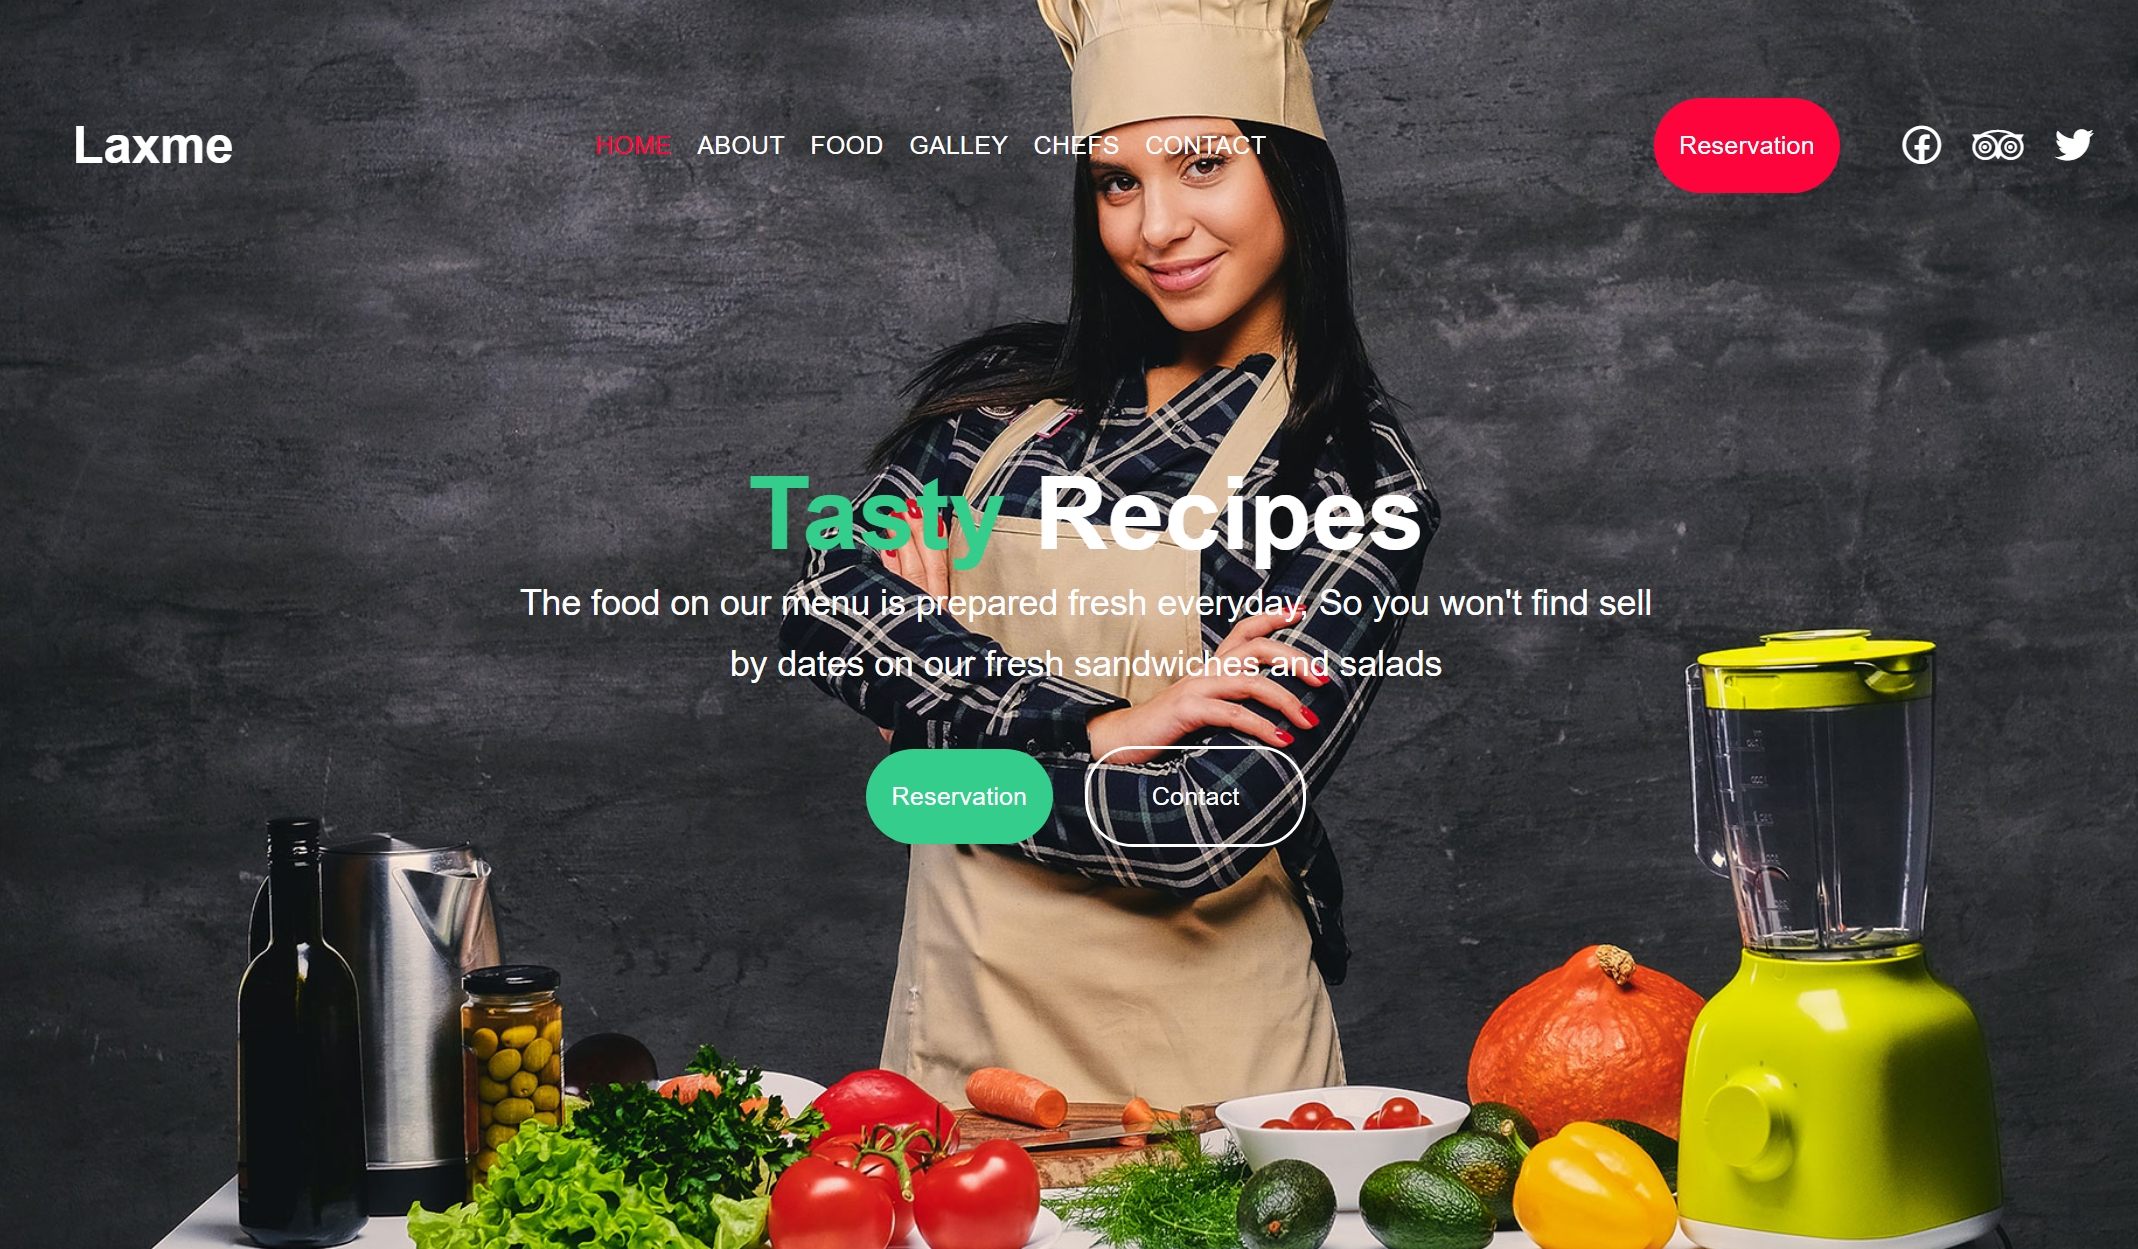 Laxme
HOME ABOUT FOOD GALLEY CHEFS CONTACT
Reservation
Tasty Recipes
The food on our menu is prepared fresh everyday, So you won't find sell
by dates on our fresh sandwiches and salads
Reservation
Contact